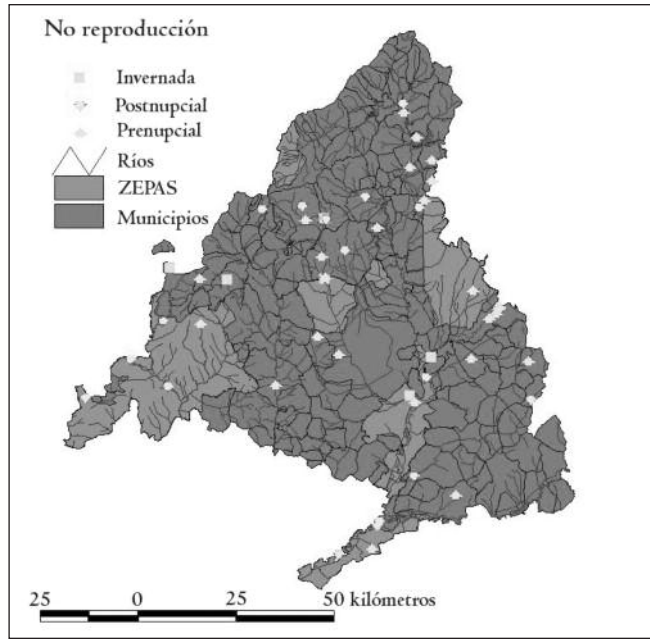 No reproducción
Invernada
Postnupcial
Prenupcial
Ríos
ZEPAS
Municipios
25 0 25 50 kilómetros